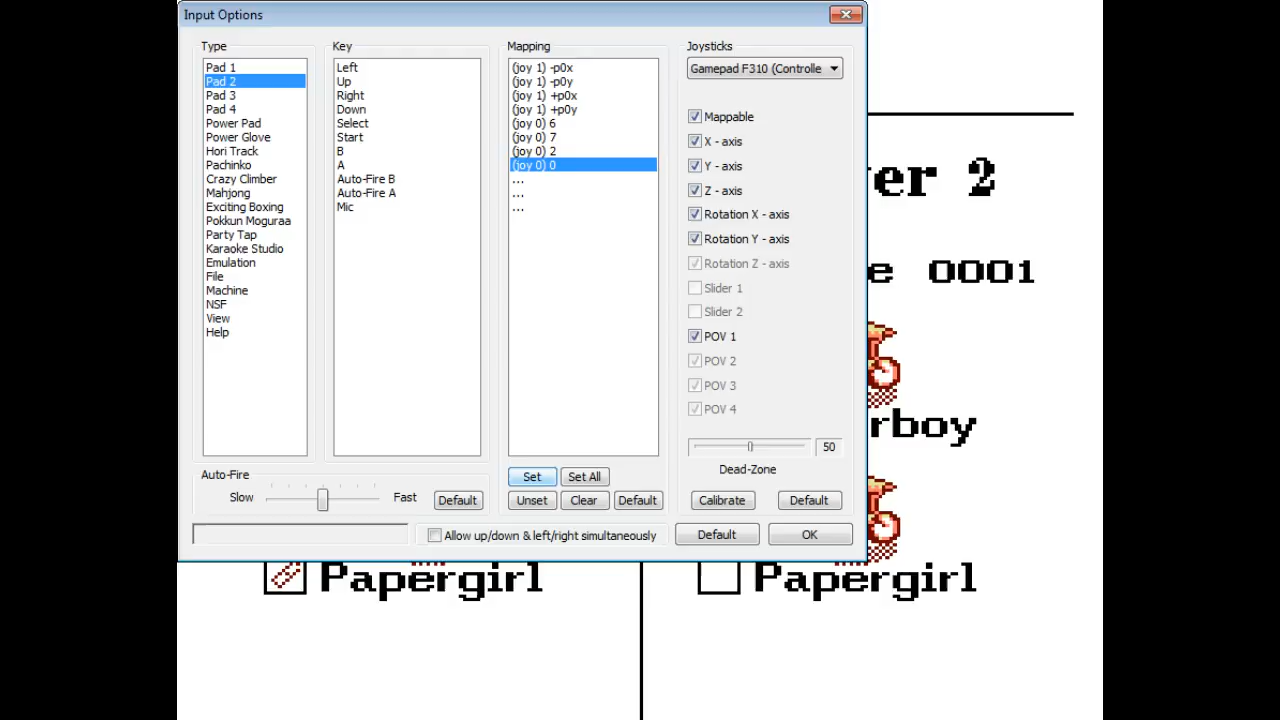 Input Options
Type
Pad 1
Pad 2
Pad 3
Pad 4
Power Pad
Power Glove
Hori Track
Pachinko
Crazy Climber
Mahjong
Exciting Boxing
Pokkun Moguraa
Party Tap
Karaoke Studio
Emulation
File
Machine
NSF
View
Help
Key
Left
Up
Right
Down
Select
Start
B
A
Auto-Fire B
Auto-Fire A
Mic
Mapping
(joy 1) -p0x
(joy 1) -p0y
(joy 1) +p0x
(joy 1) +p0y
(joy 0) 6
(joy 0) 7
(joy 0) 2
(joy 0) 0
...
...
...
Joysticks
Gamepad F310 (Controlle
Mappable
X - axis
Y - axis
Z - axis
Rotation X - axis
Rotation Y - axis
Rotation Z - axis
Slider 1
Slider 2
POV 1
POV 2
POV 3
POV 4
50
Dead-Zone
Calibrate Default
Auto-Fire
Slow Fast Default
Set Set All
Unset Clear Default
Allow up/down & left/right simultaneously
Default OK
er 2
e 0001
rboy
Papergirl Papergirl